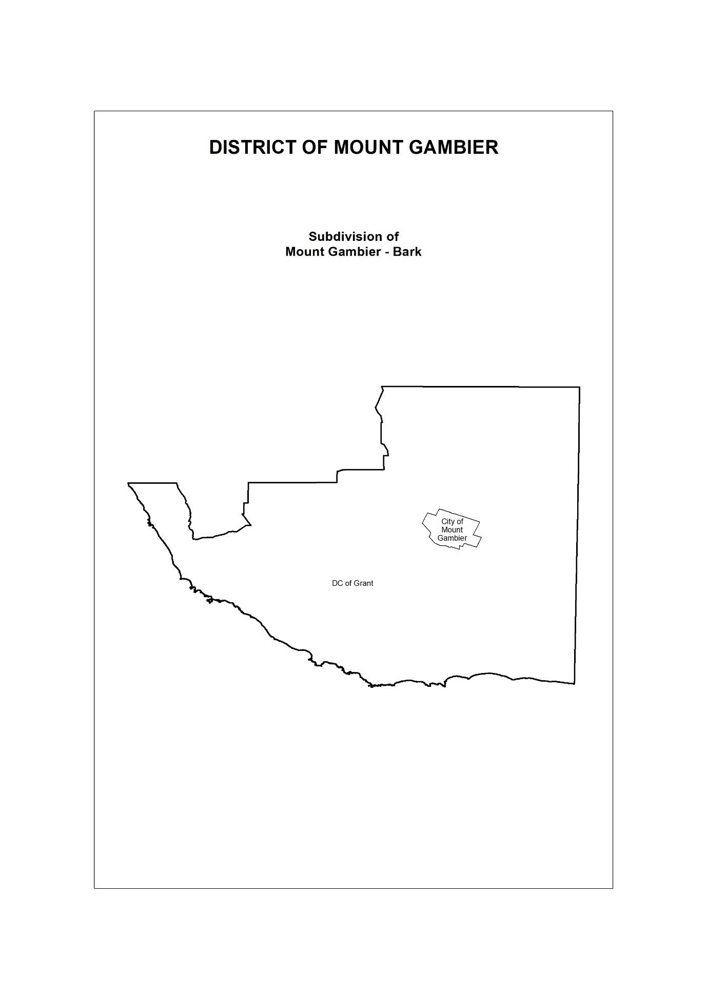 DISTRICT OF MOUNT GAMBIER
Subdivision of
Mount Gambier - Bark
City of
Mount
Gambier
DC of Grant